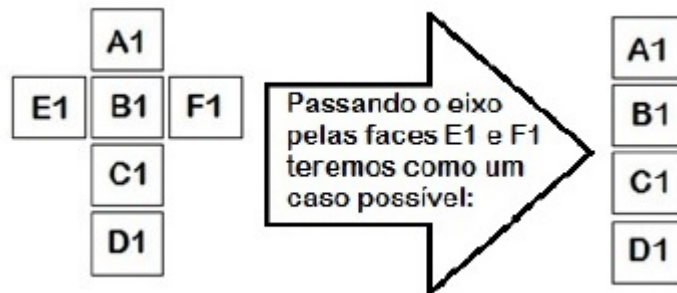 A1
E1 B1 F1
C1
D1
Passando o eixo
pelas faces E1 e F1
teremos como um
caso possível:
A1
B1
C1
D1